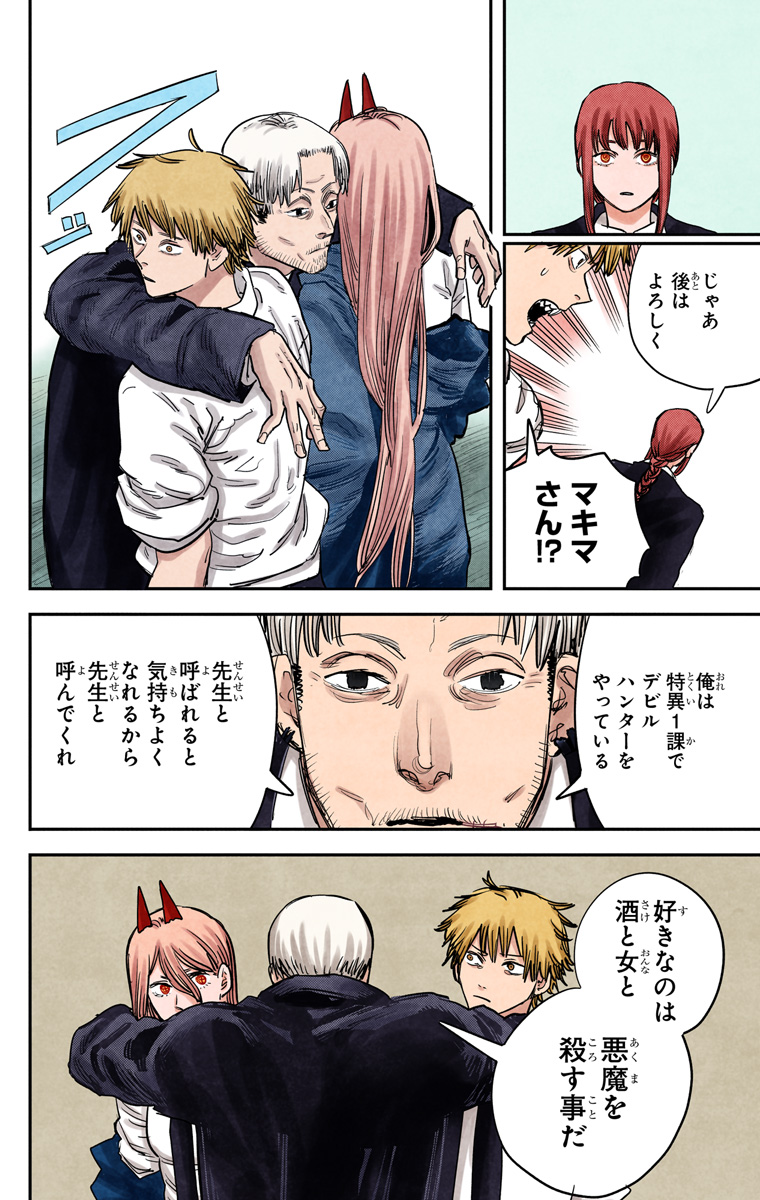 じゃあ
後は
よろしく
マキマ
さん!?
ギュッ
俺は
特異1課で
デビル
ハンターを
やっている
先生と
呼ばれると
気持ちよく
なれるから
先生と
呼んでくれ
好きなのは
酒と女と
悪魔を
殺す事だ